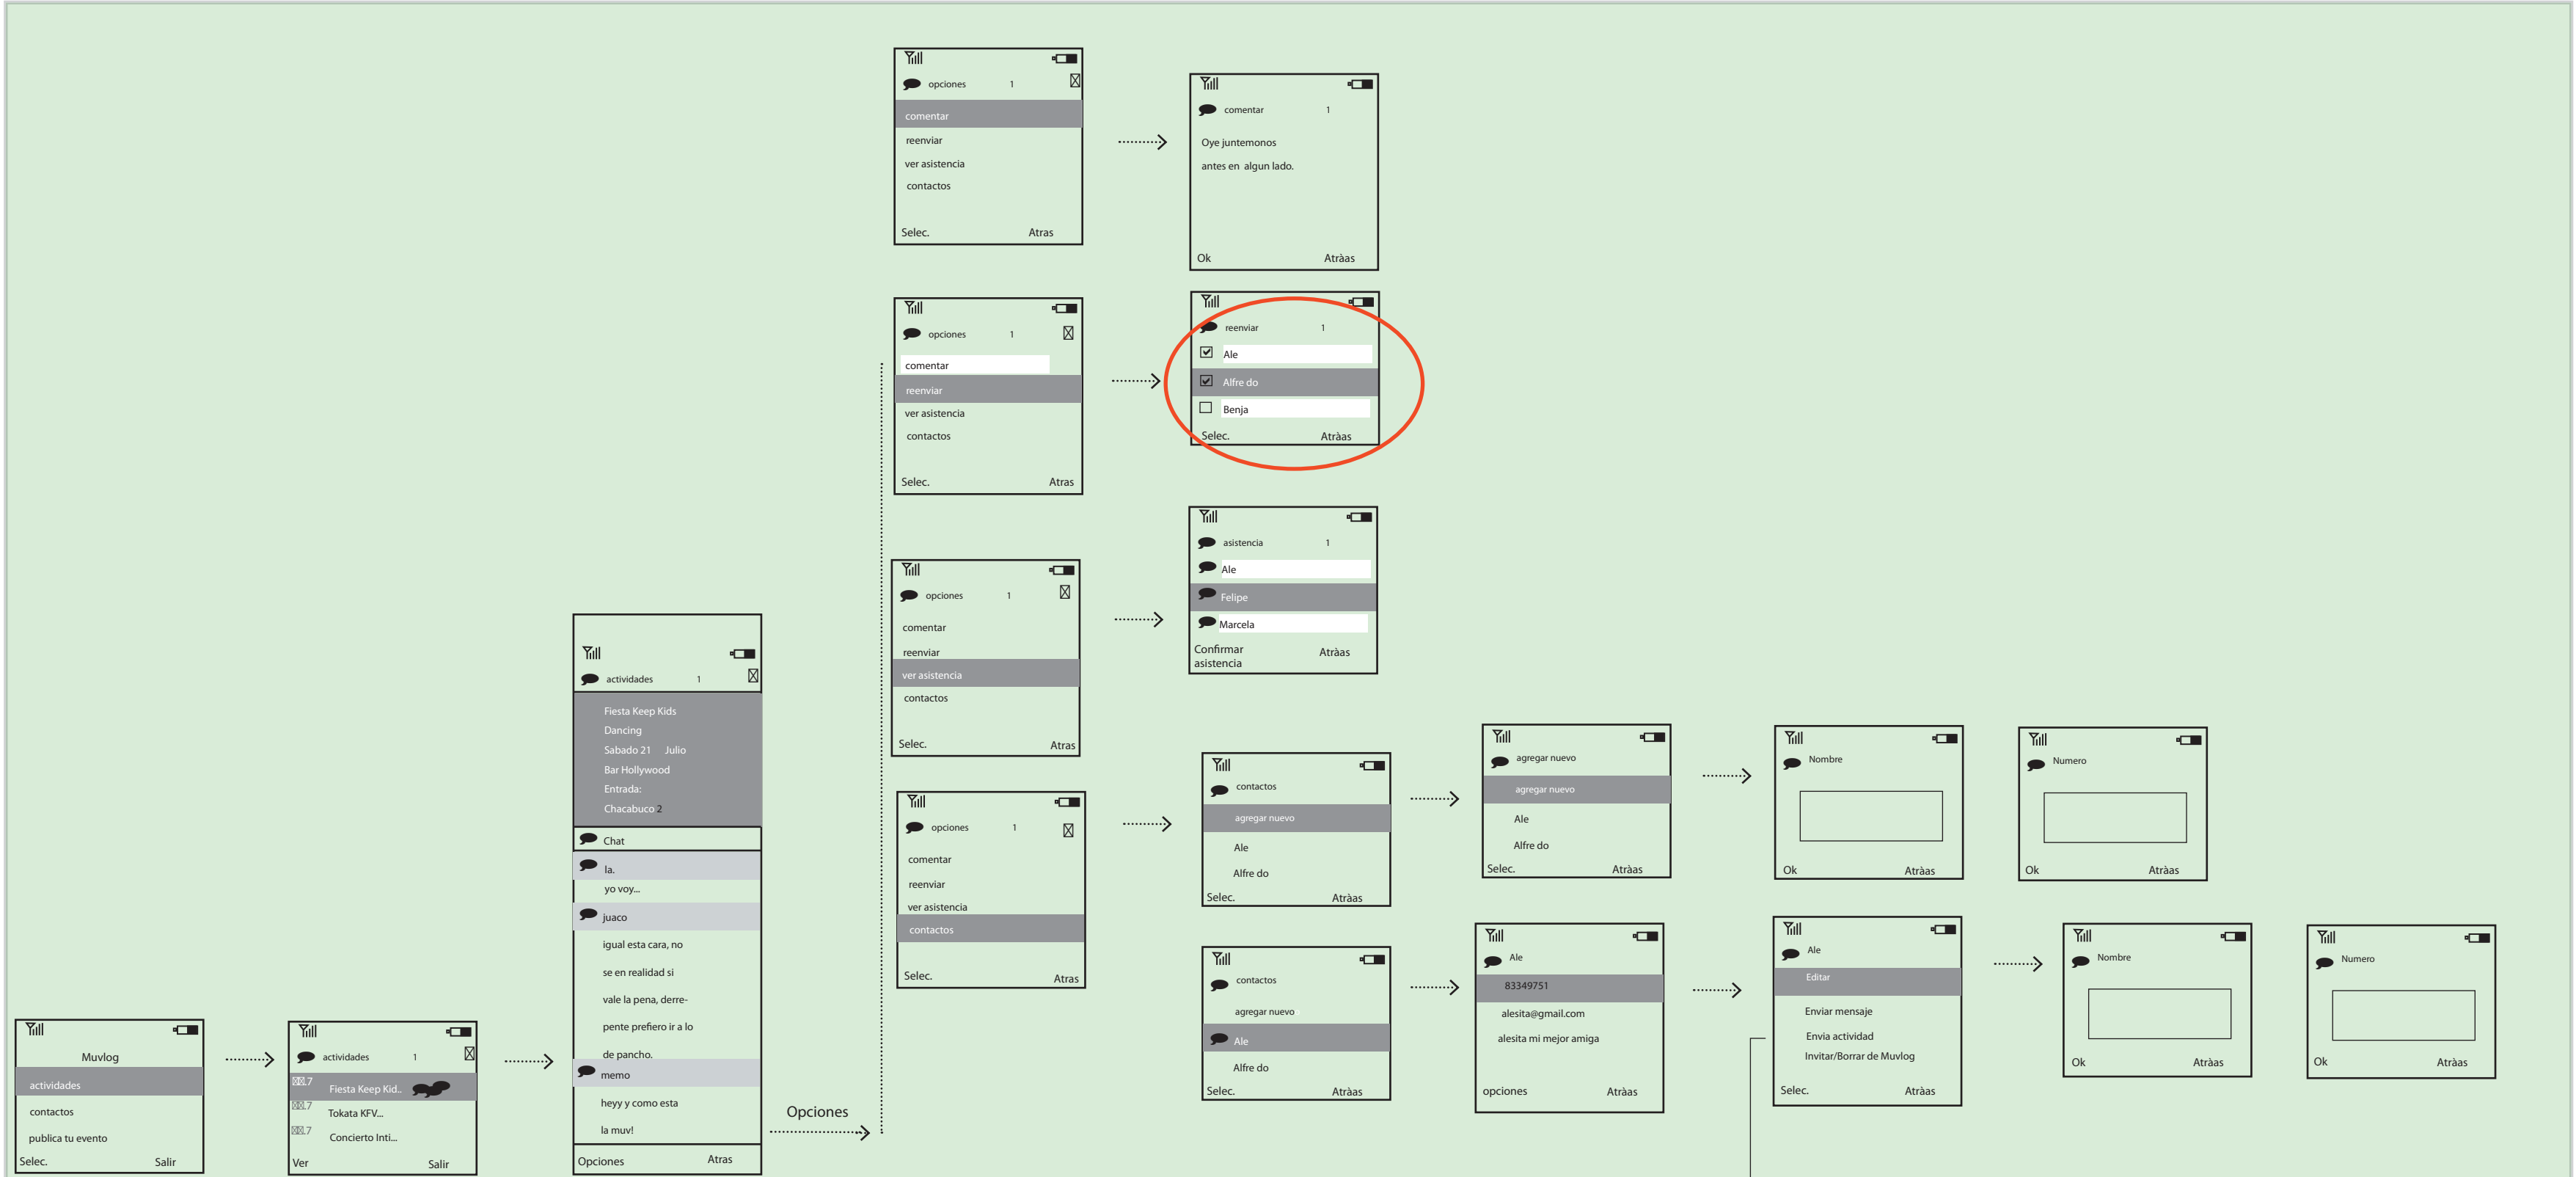 opciones 1
comentar
reenviar
ver asistencia
contactos
Selec. Atras
comentar 1
Oye juntemonos
antes en algun lado.
Ok Atràas
opciones 1
comentar
reenviar
ver asistencia
contactos
Selec. Atras
reenviar 1
Ale
Alfre do
Benja
Selec. Atràas
opciones 1
comentar
reenviar
ver asistencia
contactos
Selec. Atras
asistencia 1
Ale
Felipe
Marcela
Confirmar Atràas
asistencia
opciones 1
comentar
reenviar
ver asistencia
contactos
Selec. Atras
contactos
agregar nuevo
Ale
Alfre do
Selec. Atràas
agregar nuevo
agregar nuevo
Ale
Alfre do
Selec. Atràas
Nombre
Ok Atràas
Numero
Ok Atràas
contactos
agregar nuevo
Ale
Alfre do
Selec. Atràas
Ale
83349751
alesita@gmail.com
alesita mi mejor amiga
opciones Atràas
Ale
Editar
Enviar mensaje
Envia actividad
Invitar/Borrar de Muvlog
Selec. Atràas
Nombre
Ok Atràas
Numero
Ok Atràas
Muvlog
actividades
contactos
publica tu evento
Selec. Salir
actividades 1
.7 Fiesta Keep Kid..
.7 Tokata KFV...
.7 Concierto Inti...
Ver Salir
actividades 1
Fiesta Keep Kids
Dancing
Sabado 21 Julio
Bar Hollywood
Entrada:
Chacabuco 2
Chat
la.
yo voy...
juaco
igual esta cara, no
se en realidad si
vale la pena, derre-
pente prefiero ir a lo
de pancho.
memo
heyy y como esta
la muv!
Opciones Atras
Opciones